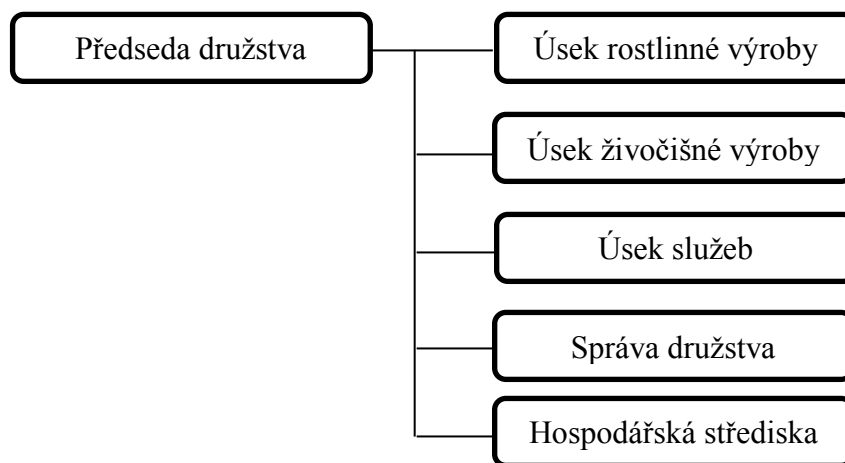 Předseda družstva
Úsek rostlinné výroby
Úsek živočišné výroby
Úsek služeb
Správa družstva
Hospodářská střediska